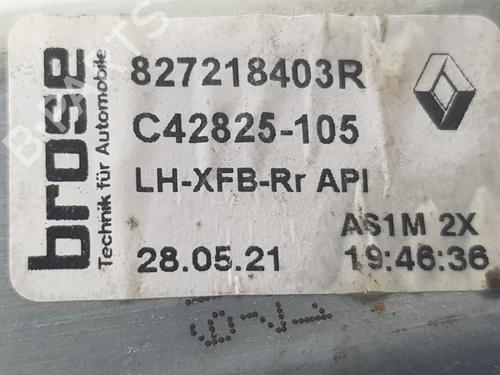 brose
Technik für Automobile
827218403R
C42825-105
LH-XFB-Rr API
AS1M 2X
28.05.21 19:46:36